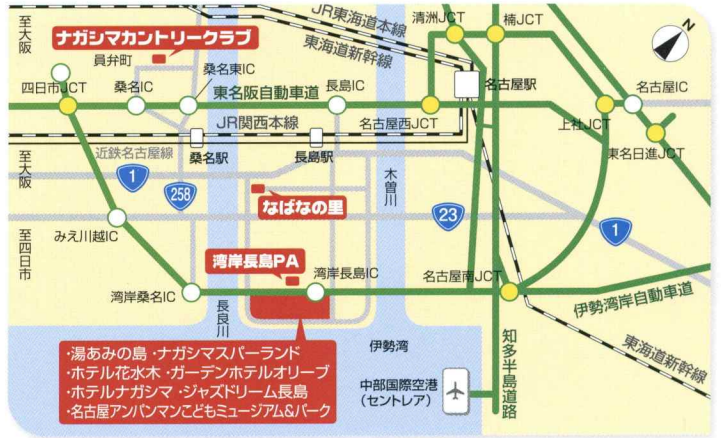 至大阪
ナガシマカントリークラブ
員弁町
JR東海道本線
東海道新幹線
清洲JCT
楠JCT
N
桑名東IC
四日市JCT
桑名IC
東名阪自動車道
長島IC
名古屋駅
名古屋IC
JR関西本線
名古屋西JCT
上社JCT
東名日進JCT
至大阪
近鉄名古屋線
桑名駅
長島駅
1
258
なばなの里
木曽川
23
1
至四日市
みえ川越IC
湾岸長島PA
湾岸桑名IC
長良川
湾岸長島IC
名古屋南JCT
伊勢湾岸自動車道
・湯あみの島 ・ナガシマスパーランド
・ホテル花水木 ・ガーデンホテルオリーブ
・ホテルナガシマ ・ジャズドリーム長島
・名古屋アンパンマンこどもミュージアム&パーク
伊勢湾
中部国際空港
(セントレア)
知多半島道路
東海道新幹線